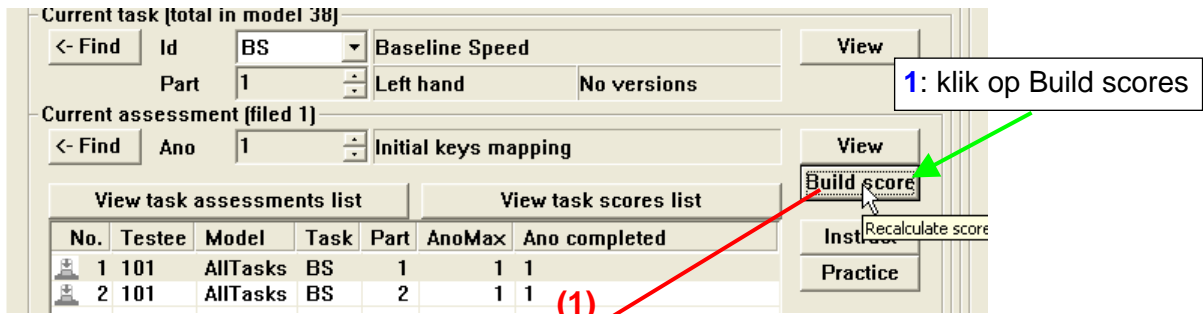 Current task (total in model 38)
<- Find Id BS Baseline Speed View
Part 1 Left hand No versions
1: klik op Build scores
Current assessment (filed 1)
<- Find Ano 1 Initial keys mapping View
Build score
View task assessments list View task scores list
Recalculate score
No. Testee Model Task Part AnoMax Ano completed
1 101 AllTasks BS 1 1 1
Practice
2 101 AllTasks BS 2 1 1
(1)